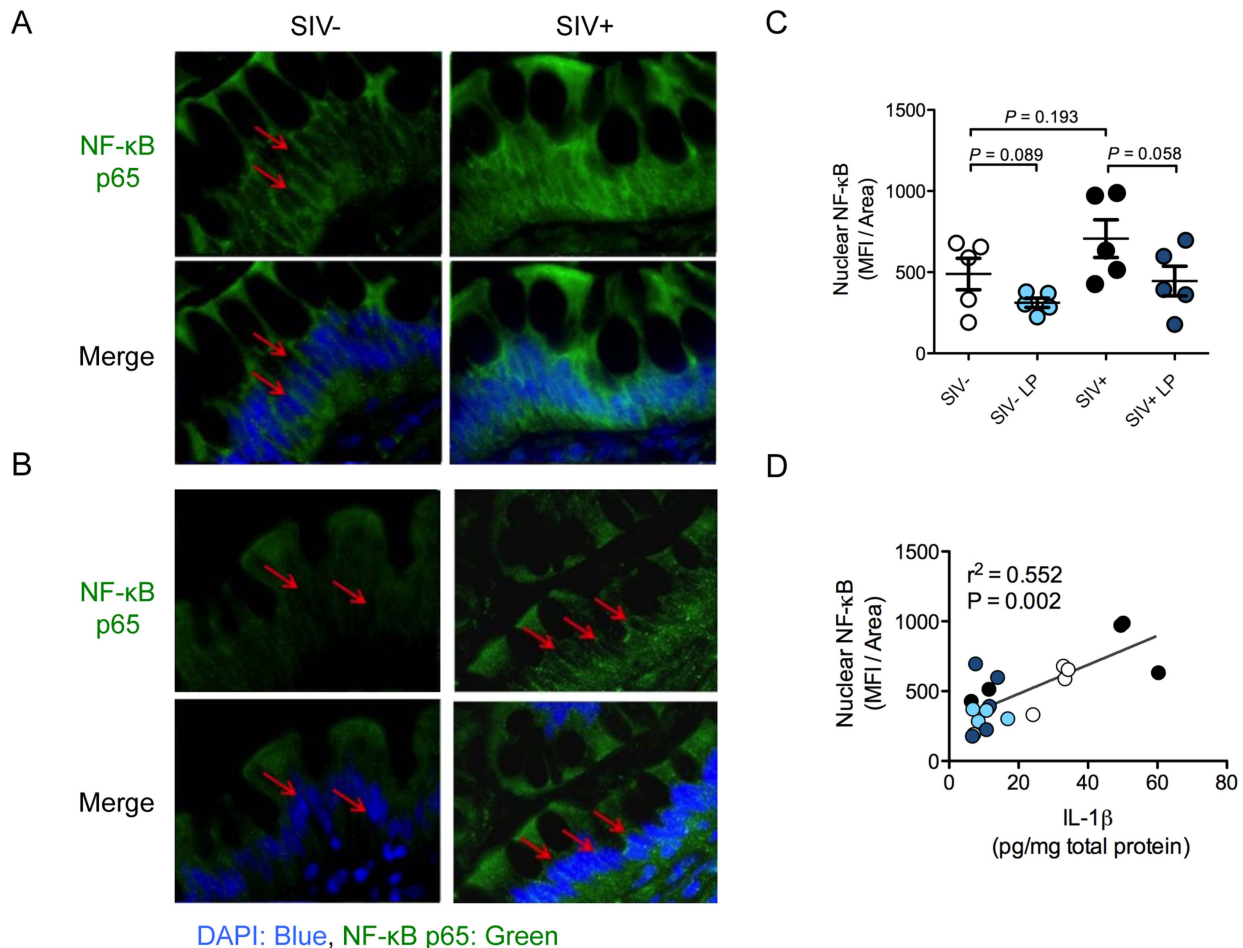 A
SIV-
SIV+
NF-κB
p65
Merge
B
NF-κB
p65
Merge
DAPI: Blue, NF-κB p65: Green
C
Nuclear NF-κB
(MFI / Area)
1500
1000
500
0
P = 0.193
P = 0.089
P = 0.058
SIV-
SIV- LP
SIV+
SIV+ LP
D
Nuclear NF-κB
(MFI / Area)
1500
1000
500
0
r² = 0.552
P = 0.002
0 20 40 60 80
IL-1β
(pg/mg total protein)